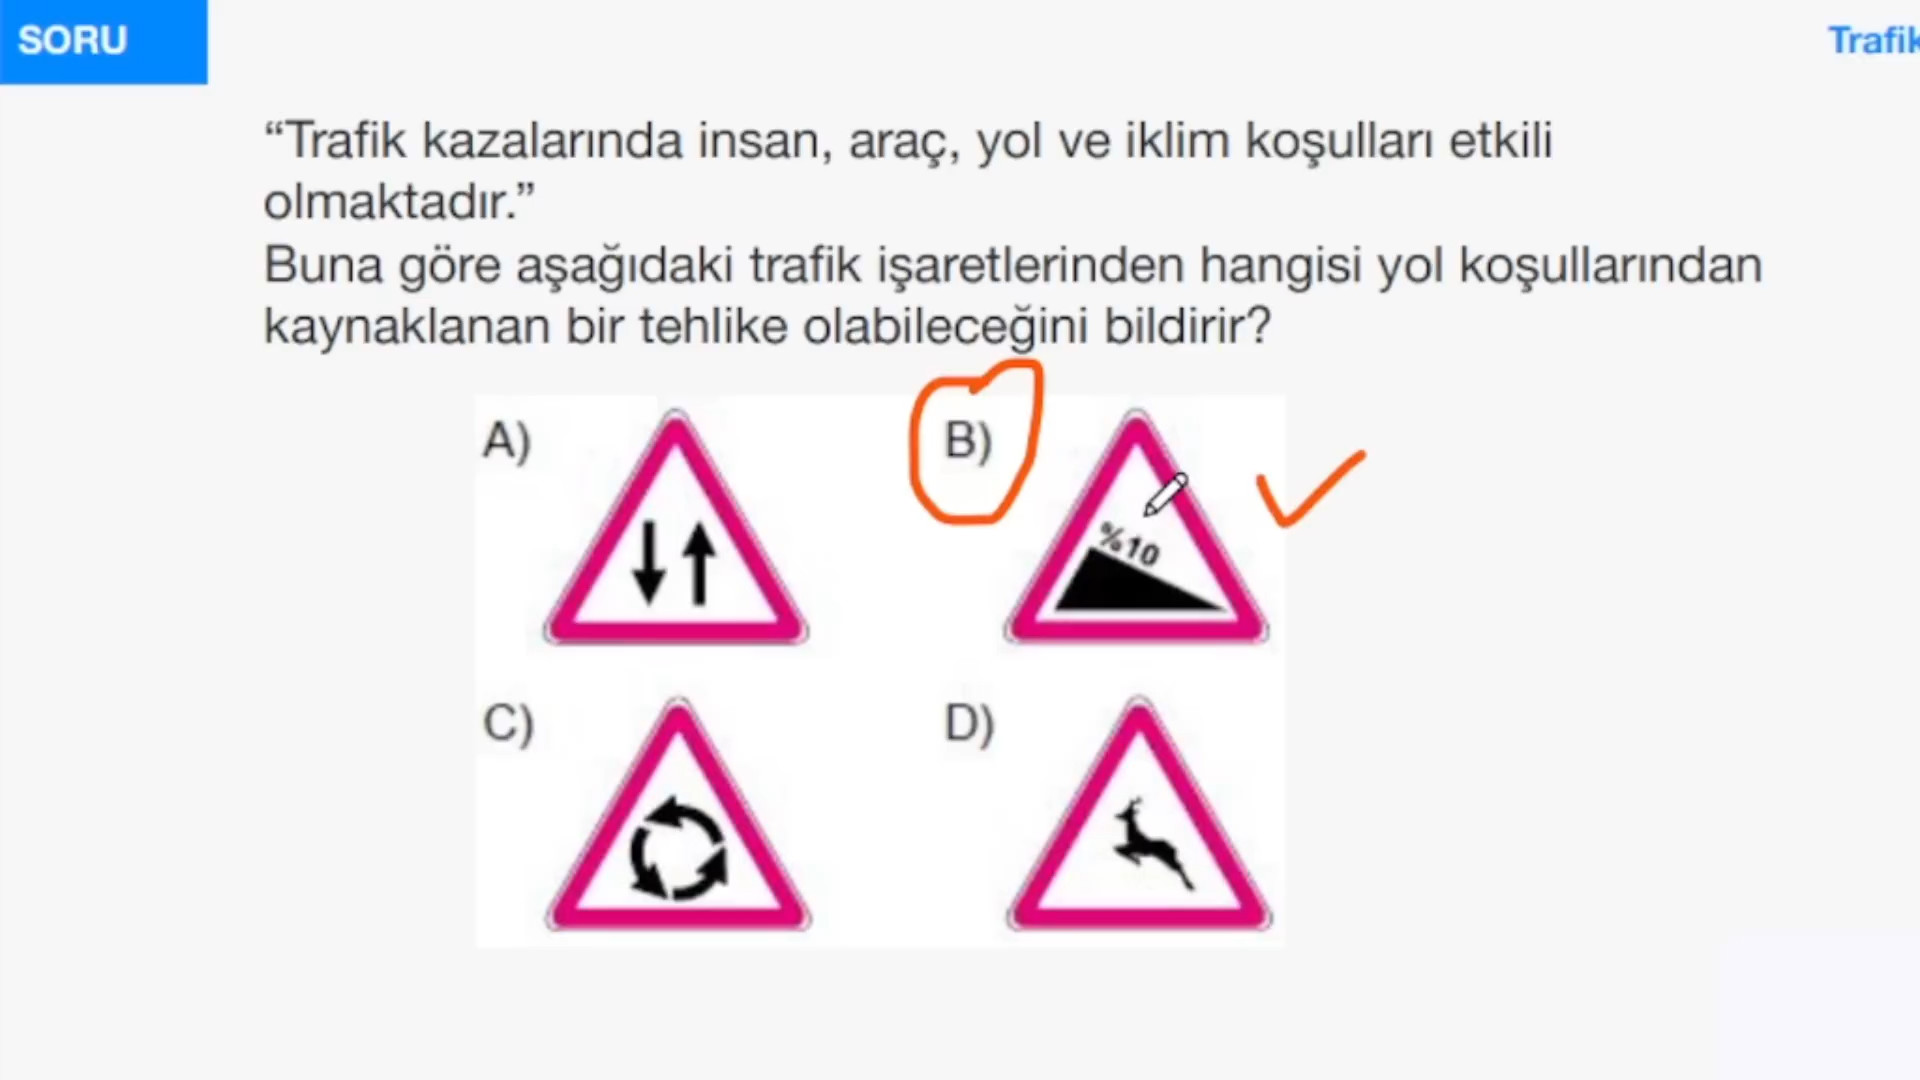 SORU
Trafik
“Trafik kazalarında insan, araç, yol ve iklim koşulları etkili
olmaktadır.”
Buna göre aşağıdaki trafik işaretlerinden hangisi yol koşullarından
kaynaklanan bir tehlike olabileceğini bildirir?
A)
B)
%10
C)
D)